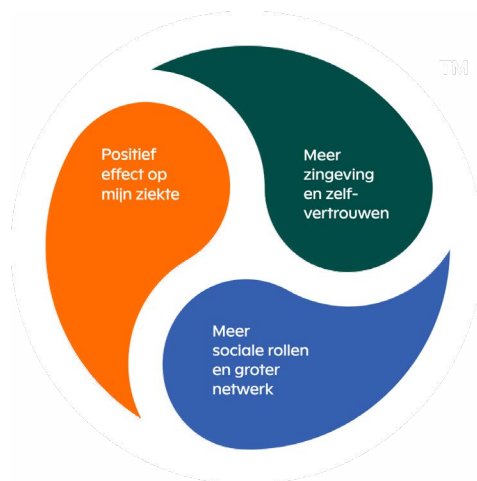 Positief
effect op
mijn ziekte
Meer
zingeving
en zelf-
vertrouwen
Meer
sociale rollen
en groter
netwerk
TM